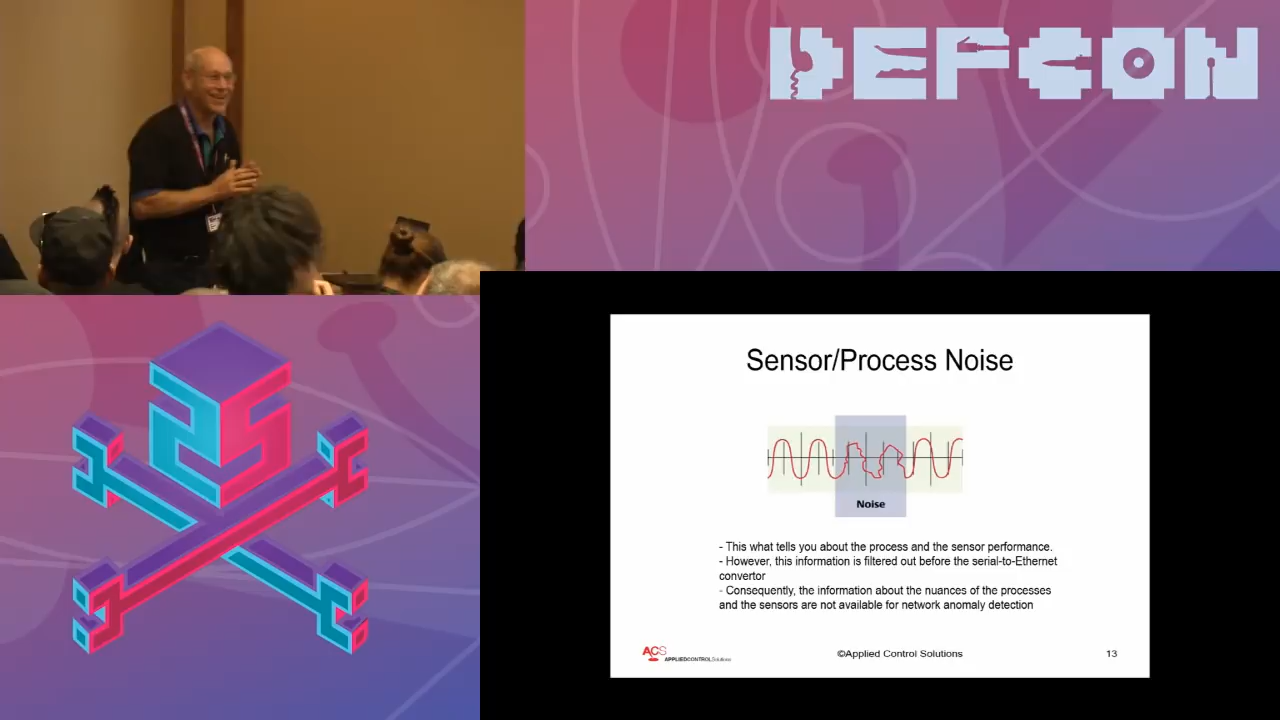 DEFCON
Sensor/Process Noise
Noise
- This what tells you about the process and the sensor performance.
- However, this information is filtered out before the serial-to-Ethernet
convertor
- Consequently, the information about the nuances of the processes
and the sensors are not available for network anomaly detection
ACS
APPLIEDCONTROLSolutions
©Applied Control Solutions
13